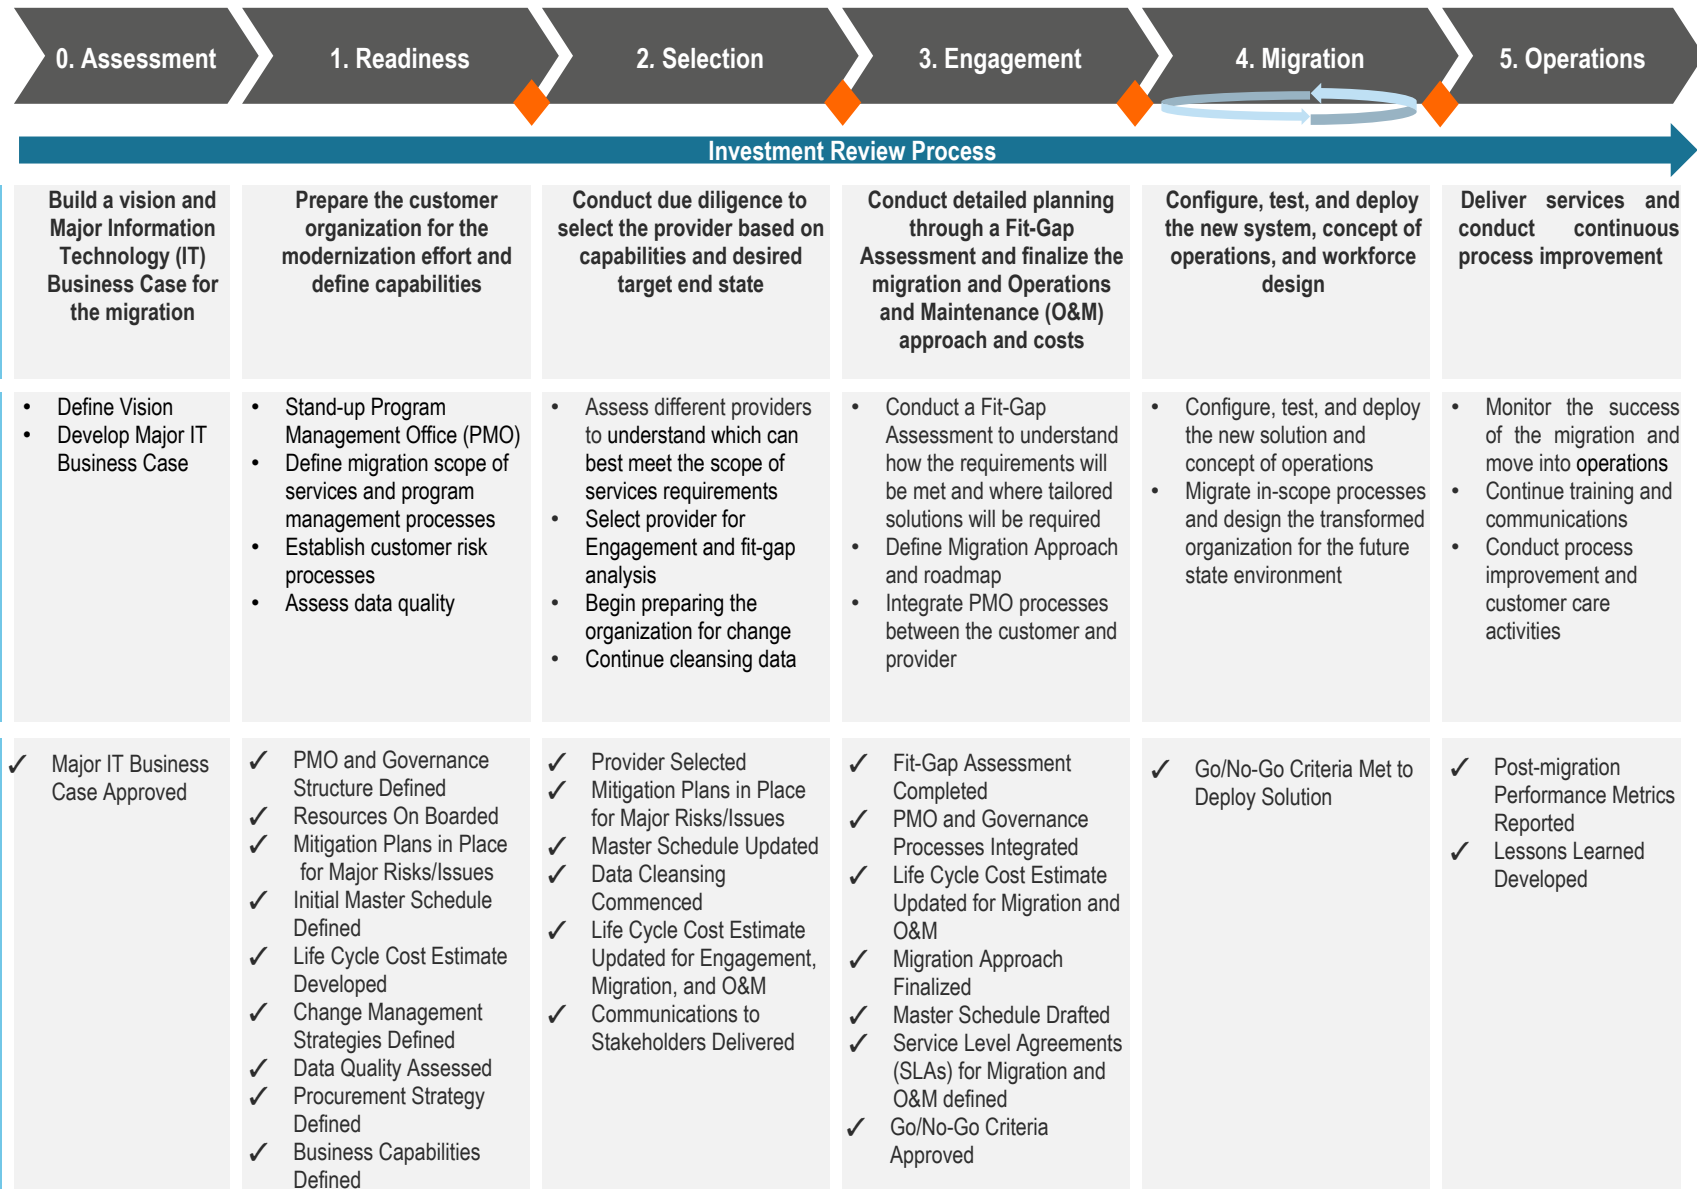 0. Assessment
1. Readiness
2. Selection
3. Engagement
4. Migration
5. Operations
Investment Review Process
Build a vision and
Major Information
Technology (IT)
Business Case for
the migration
Prepare the customer
organization for the
modernization effort and
define capabilities
Conduct due diligence to
select the provider based on
capabilities and desired
target end state
Conduct detailed planning
through a Fit-Gap
Assessment and finalize the
migration and Operations
and Maintenance (O&M)
approach and costs
Configure, test, and deploy
the new system, concept of
operations, and workforce
design
Deliver services and
conduct continuous
process improvement
• Define Vision
• Develop Major IT
Business Case
• Stand-up Program
Management Office (PMO)
• Define migration scope of
services and program
management processes
• Establish customer risk
processes
• Assess data quality
• Assess different providers
to understand which can
best meet the scope of
services requirements
• Select provider for
Engagement and fit-gap
analysis
• Begin preparing the
organization for change
• Continue cleansing data
• Conduct a Fit-Gap
Assessment to understand
how the requirements will
be met and where tailored
solutions will be required
• Define Migration Approach
and roadmap
• Integrate PMO processes
between the customer and
provider
• Configure, test, and deploy
the new solution and
concept of operations
• Migrate in-scope processes
and design the transformed
organization for the future
state environment
• Monitor the success
of the migration and
move into operations
• Continue training and
communications
• Conduct process
improvement and
customer care
activities
✓ Major IT Business
Case Approved
✓ PMO and Governance
Structure Defined
✓ Resources On Boarded
✓ Mitigation Plans in Place
for Major Risks/Issues
✓ Initial Master Schedule
Defined
✓ Life Cycle Cost Estimate
Developed
✓ Change Management
Strategies Defined
✓ Data Quality Assessed
✓ Procurement Strategy
Defined
✓ Business Capabilities
Defined
✓ Provider Selected
✓ Mitigation Plans in Place
for Major Risks/Issues
✓ Master Schedule Updated
✓ Data Cleansing
Commenced
✓ Life Cycle Cost Estimate
Updated for Engagement,
Migration, and O&M
✓ Communications to
Stakeholders Delivered
✓ Fit-Gap Assessment
Completed
✓ PMO and Governance
Processes Integrated
✓ Life Cycle Cost Estimate
Updated for Migration and
O&M
✓ Migration Approach
Finalized
✓ Master Schedule Drafted
✓ Service Level Agreements
(SLAs) for Migration and
O&M defined
✓ Go/No-Go Criteria
Approved
✓ Go/No-Go Criteria Met to
Deploy Solution
✓ Post-migration
Performance Metrics
Reported
✓ Lessons Learned
Developed